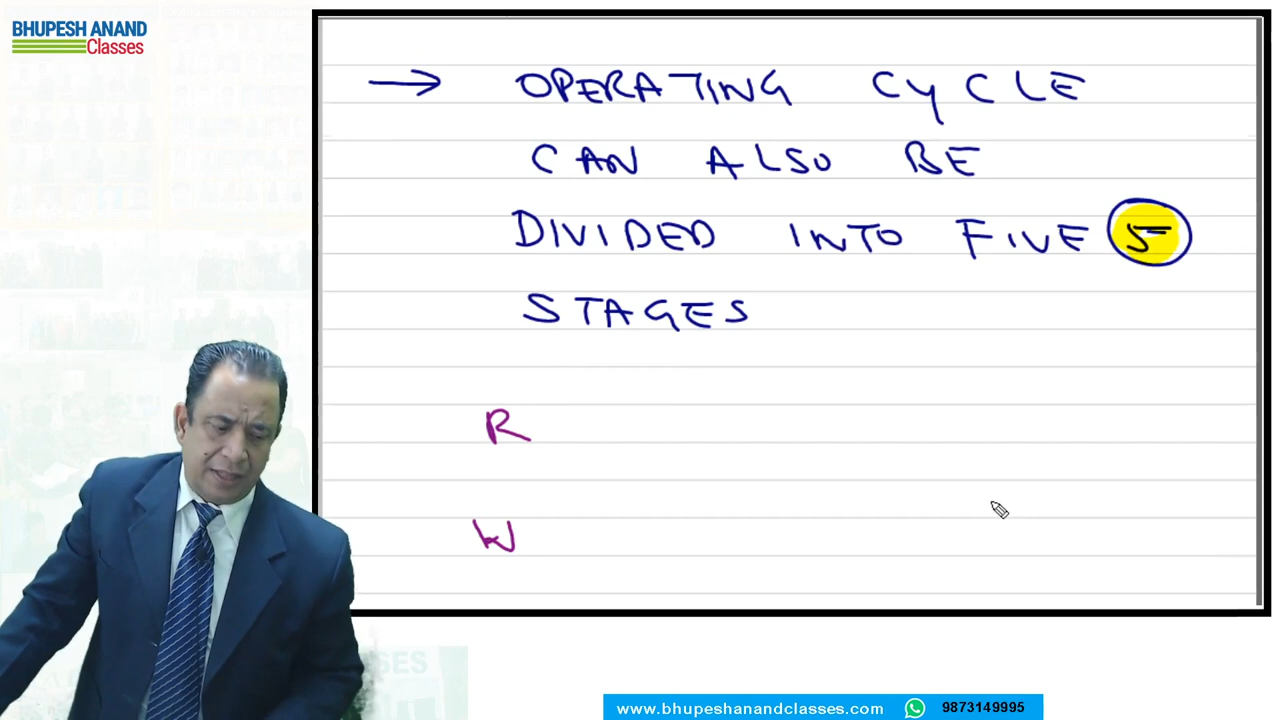 BHUPESH ANAND
Classes
→ OPERATING CYCLE
CAN ALSO BE
DIVIDED INTO FIVE 5
STAGES
R
W
www.bhupeshanandclasses.com 9873149995